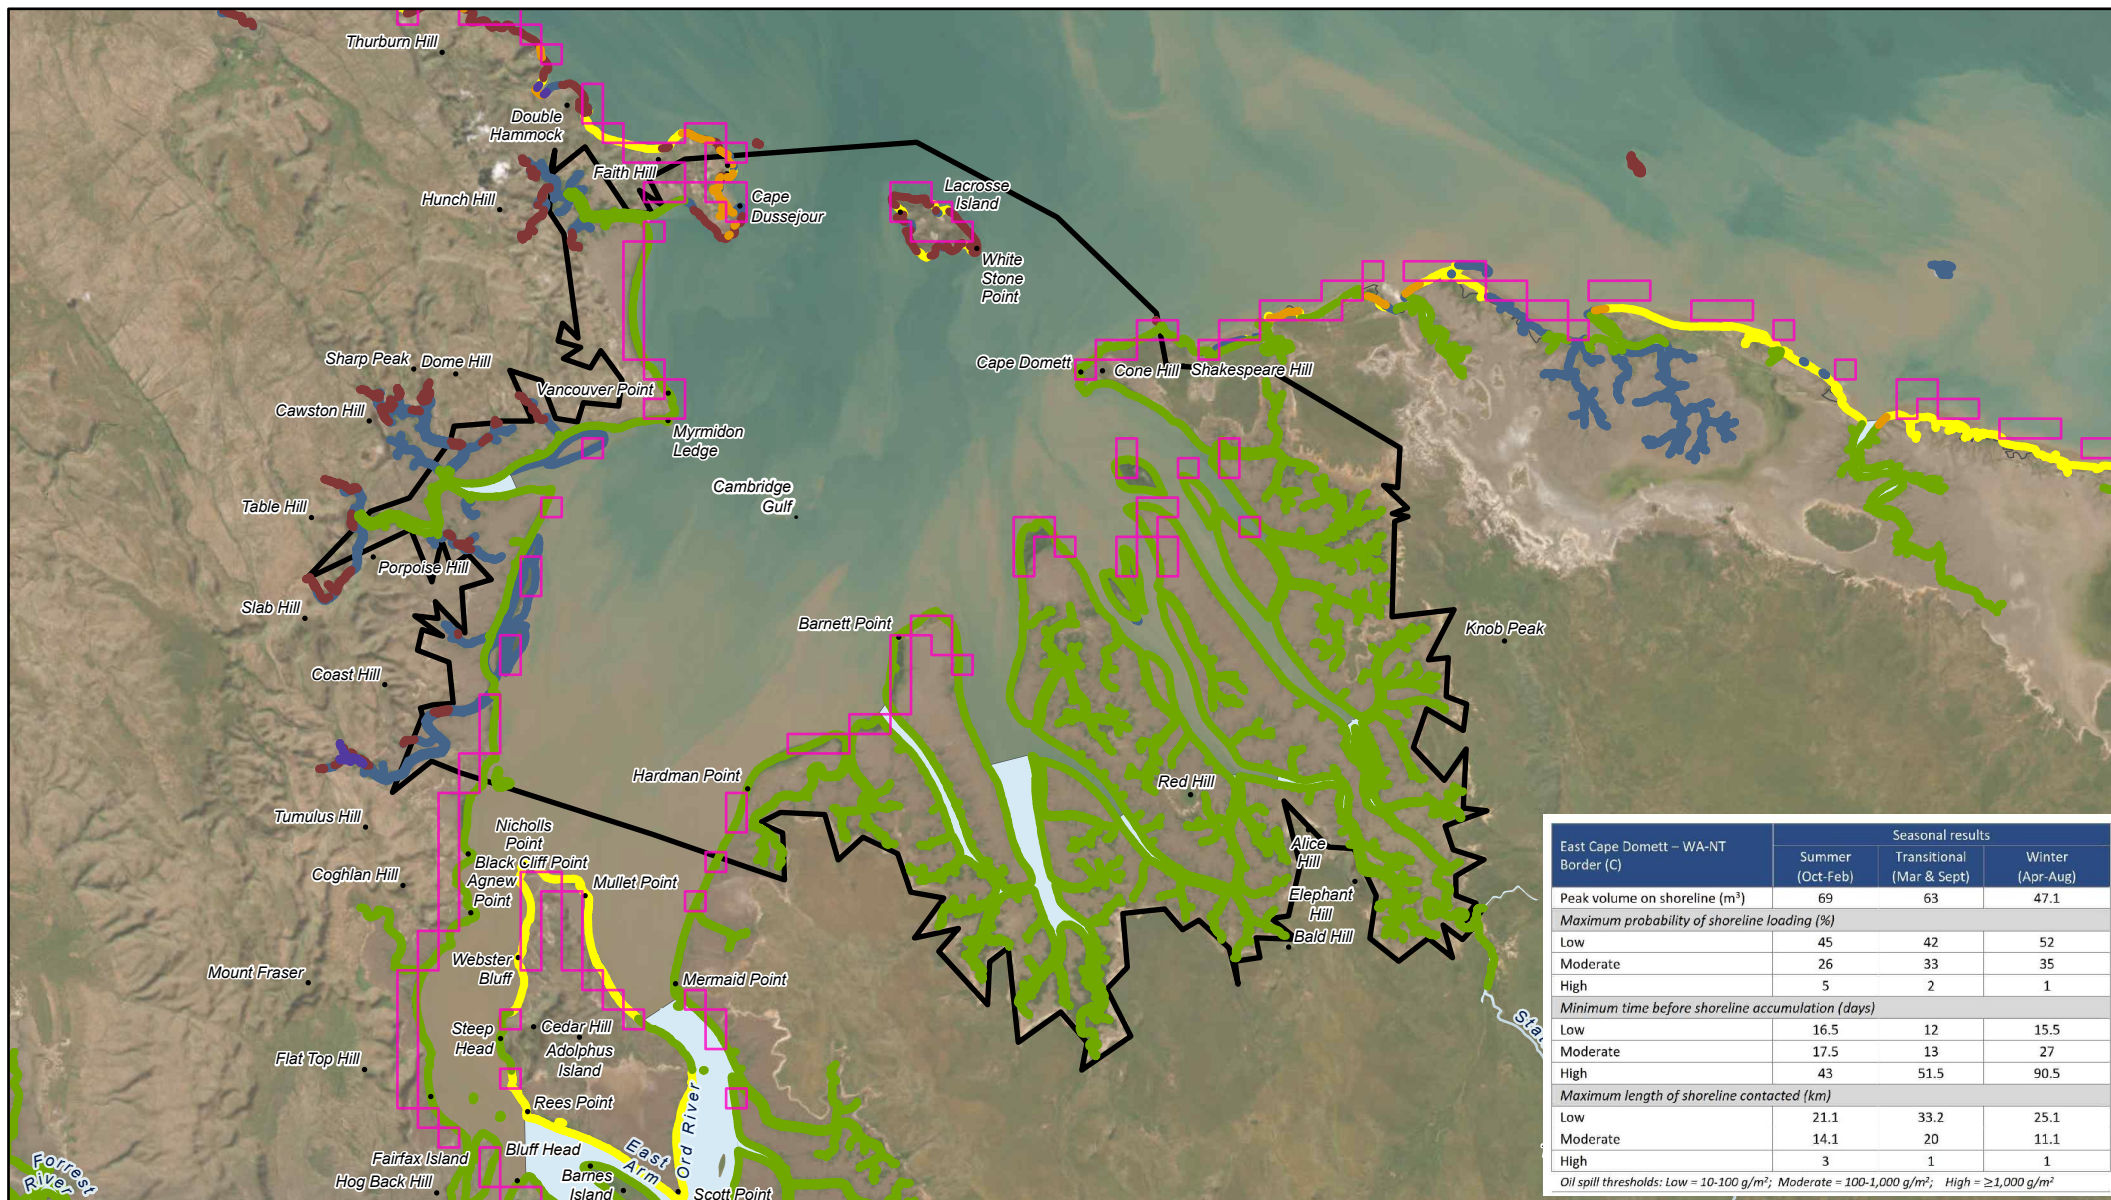 Thurburn Hill
Double
Hammock
Faith Hill
Hunch Hill
Cape
Dussejour
Lacrosse
Island
White
Stone
Point
Sharp Peak
Dome Hill
Vancouver Point
Cape Domett
Cone Hill
Shakespeare Hill
Cawston Hill
Myrmidon
Ledge
Cambridge
Gulf
Table Hill
Porpoise Hill
Slab Hill
Barnett Point
Knob Peak
Coast Hill
Hardman Point
Red Hill
Tumulus Hill
Nicholls
Point
Black Cliff Point
Alice
Hill
Coghlan Hill
Agnew
Point
Mullet Point
Elephant
Hill
Bald Hill
Webster
Bluff
Mount Fraser
Mermaid Point
Steep
Head
Cedar Hill
Adolphus
Island
Flat Top Hill
Rees Point
Ord River
East
Arm
Bluff Head
Fairfax Island
Forrest
River
Hog Back Hill
Barnes
Island
Scott Point
East Cape Domett – WA-NT
Border (C)
Seasonal results
Summer
(Oct-Feb)
Transitional
(Mar & Sept)
Winter
(Apr-Aug)
Peak volume on shoreline (m³) 69 63 47.1
Maximum probability of shoreline loading (%)
Low 45 42 52
Moderate 26 33 35
High 5 2 1
Minimum time before shoreline accumulation (days)
Low 16.5 12 15.5
Moderate 17.5 13 27
High 43 51.5 90.5
Maximum length of shoreline contacted (km)
Low 21.1 33.2 25.1
Moderate 14.1 20 11.1
High 3 1 1
Oil spill thresholds: Low = 10-100 g/m²; Moderate = 100-1,000 g/m²; High = ≥1,000 g/m²